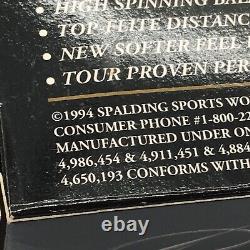 • HIGH SPINNING BAL
• TOP-FLITE DISTANC
• NEW SOFTER FEEL S
• TOUR PROVEN PER
©1994 SPALDING SPORTS WO
CONSUMER PHONE #1-800-22
MANUFACTURED UNDER O
4,986,454 & 4,911,451 & 4,884
4,650,193 CONFORMS WITH